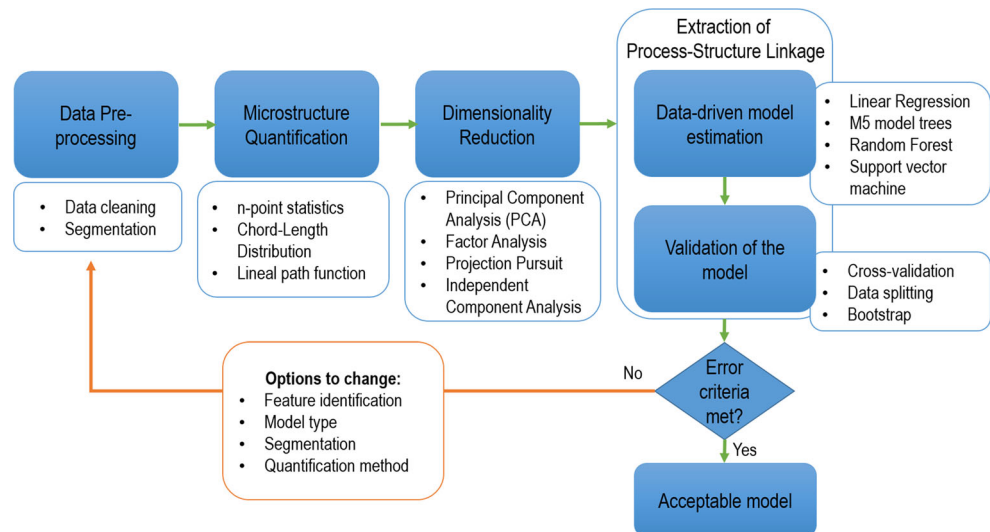 Extraction of
Process-Structure Linkage
Data Pre-
processing
• Data cleaning
• Segmentation
Microstructure
Quantification
• n-point statistics
• Chord-Length
Distribution
• Lineal path function
Dimensionality
Reduction
• Principal Component
Analysis (PCA)
• Factor Analysis
• Projection Pursuit
• Independent
Component Analysis
Data-driven model
estimation
• Linear Regression
• M5 model trees
• Random Forest
• Support vector
machine
Validation of the
model
• Cross-validation
• Data splitting
• Bootstrap
Error
criteria
met?
No
Options to change:
• Feature identification
• Model type
• Segmentation
• Quantification method
Yes
Acceptable model